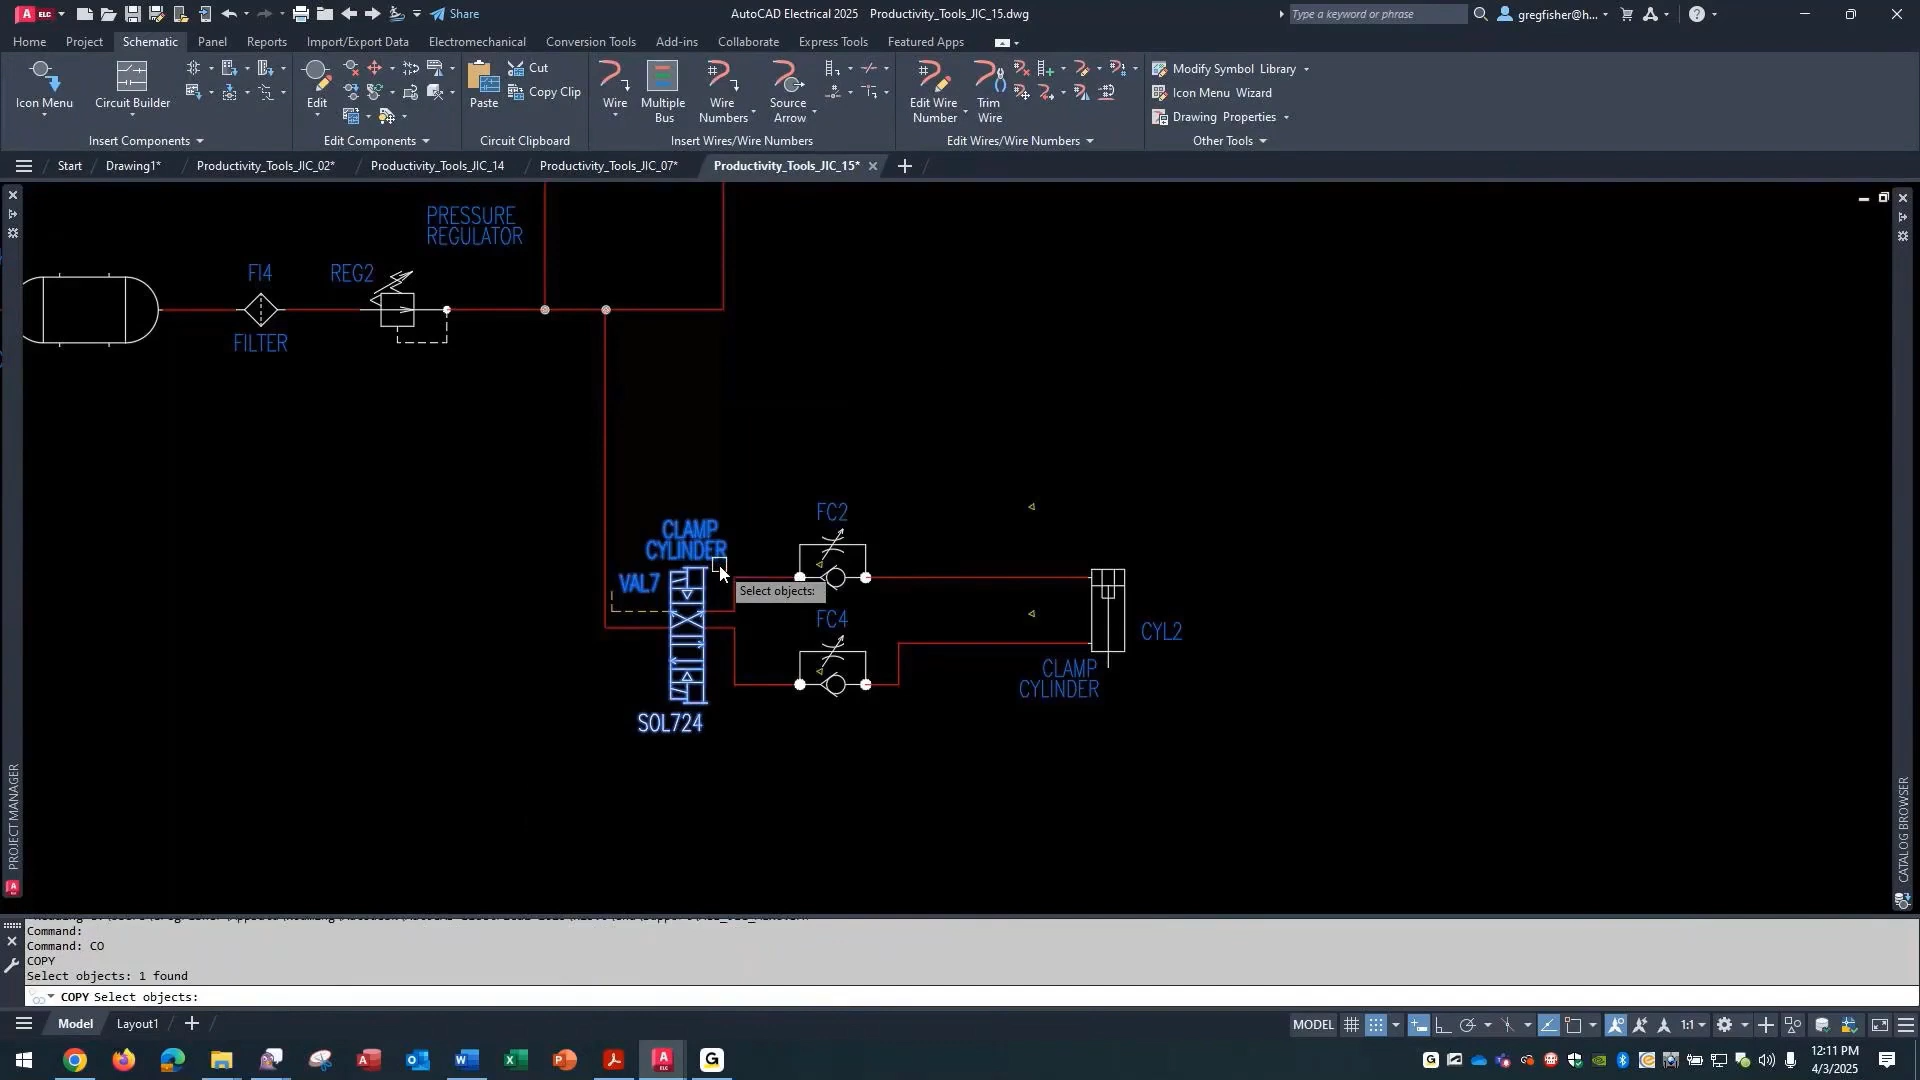 ELC
Share
AutoCAD Electrical 2025 Productivity_Tools_JIC_15.dwg
Type a keyword or phrase
gregfisher@h...
Home Project Schematic Panel Reports Import/Export Data Electromechanical Conversion Tools Add-ins Collaborate Express Tools Featured Apps
Icon Menu
Circuit Builder
Insert Components
Edit
Edit Components
Paste
Cut
Copy Clip
Circuit Clipboard
Wire
Multiple Bus
Wire Numbers
Source Arrow
Insert Wires/Wire Numbers
Edit Wire Number
Trim Wire
Edit Wires/Wire Numbers
Modify Symbol Library
Icon Menu Wizard
Drawing Properties
Other Tools
Start Drawing1* Productivity_Tools_JIC_02* Productivity_Tools_JIC_14 Productivity_Tools_JIC_07* Productivity_Tools_JIC_15*
PRESSURE
REGULATOR
FI4
REG2
FILTER
CLAMP
CYLINDER
VAL7
SOL724
FC2
Select objects:
FC4
CYL2
CLAMP
CYLINDER
PROJECT MANAGER
CATALOG BROWSER
Command:
Command: CO
COPY
Select objects: 1 found
COPY Select objects:
Model Layout1
MODEL
1:1
12:11 PM
4/3/2025